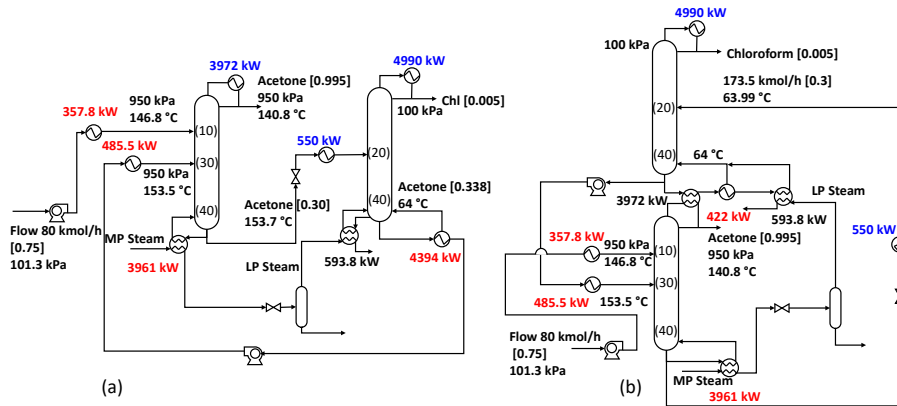 4990 kW
3972 kW
Acetone [0.995]
950 kPa
140.8 °C
Chl [0.005]
100 kPa
357.8 kW
950 kPa
146.8 °C
485.5 kW
(10)
(30)
(40)
950 kPa
153.5 °C
550 kW
(20)
(40)
Acetone [0.338]
64 °C
Acetone [0.30]
153.7 °C
Flow 80 kmol/h
[0.75]
101.3 kPa
MP Steam
3961 kW
LP Steam
593.8 kW
4394 kW
(a)
4990 kW
100 kPa
Chloroform [0.005]
173.5 kmol/h [0.3]
63.99 °C
(20)
(40)
64 °C
LP Steam
3972 kW
422 kW
593.8 kW
Acetone [0.995]
950 kPa
140.8 °C
550 kW
357.8 kW
950 kPa
146.8 °C
(10)
(30)
(40)
485.5 kW
153.5 °C
Flow 80 kmol/h
[0.75]
101.3 kPa
MP Steam
3961 kW
(b)